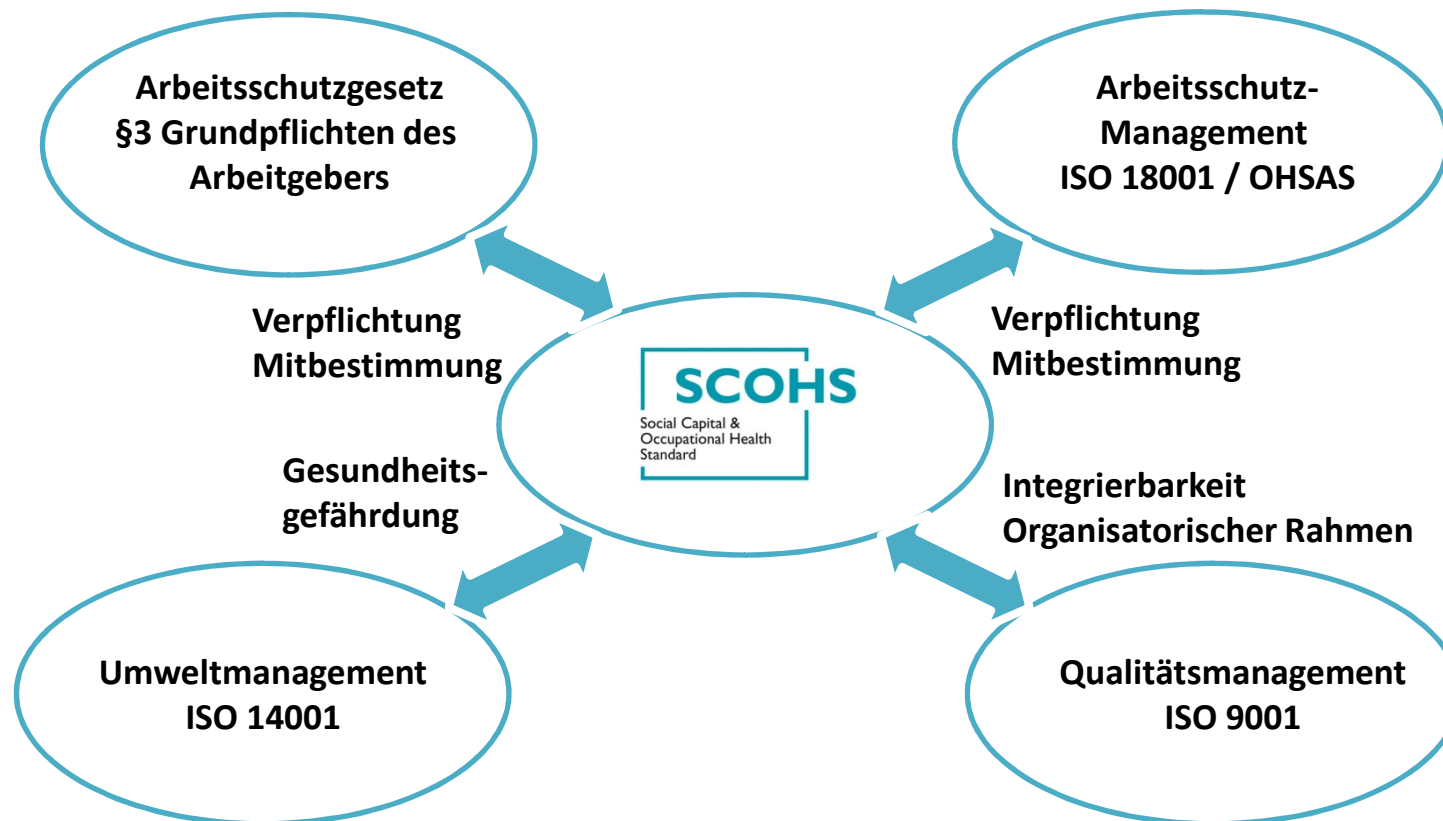 Arbeitsschutzgesetz
§3 Grundpflichten des
Arbeitgebers
Arbeitsschutz-
Management
ISO 18001 / OHSAS
Verpflichtung
Mitbestimmung
Verpflichtung
Mitbestimmung
SCOHS
Social Capital &
Occupational Health
Standard
Gesundheits-
gefährdung
Integrierbarkeit
Organisatorischer Rahmen
Umweltmanagement
ISO 14001
Qualitätsmanagement
ISO 9001